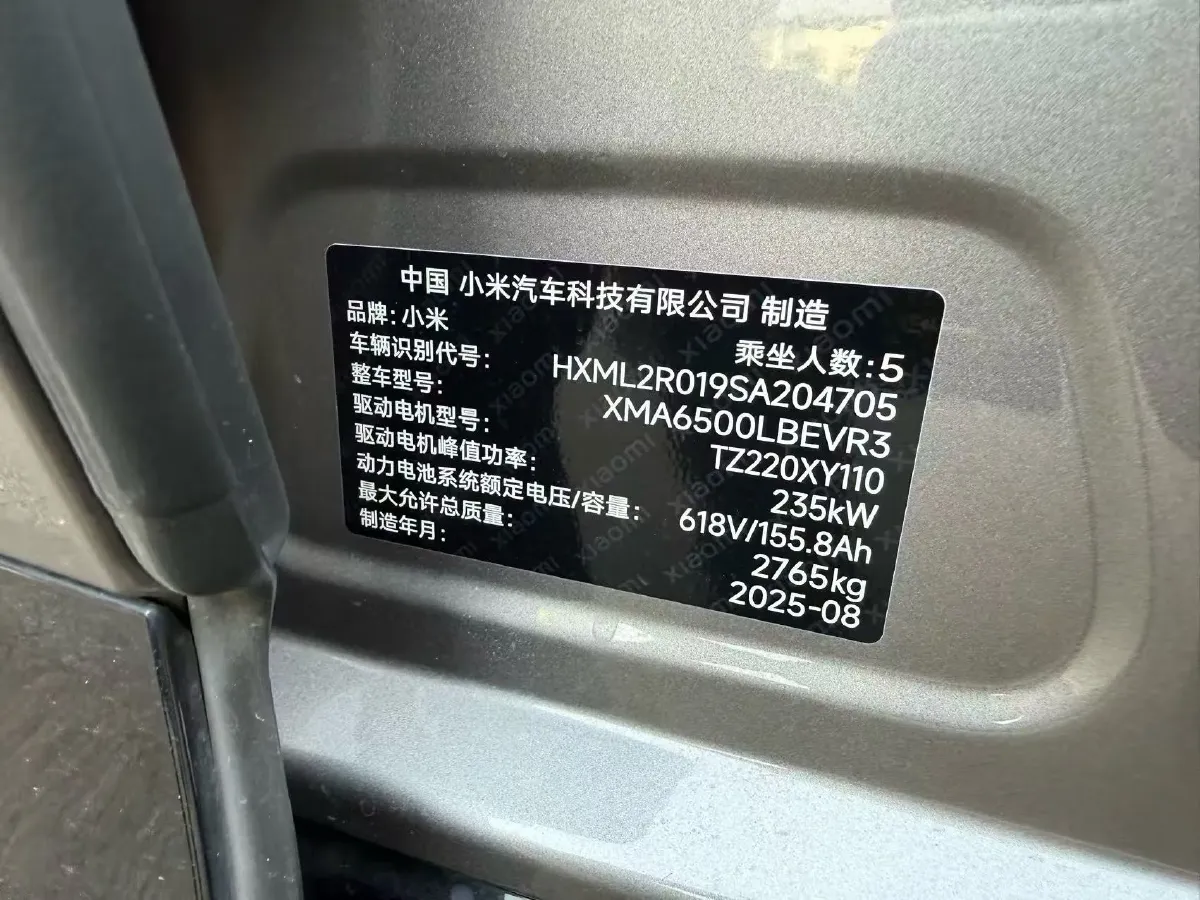 中国 小米汽车科技有限公司 制造
品牌: 小米 乘坐人数: 5
车辆识别代号: HXML2R019SA204705
整车型号: XMA6500LBEVR3
驱动电机型号: TZ220XY110
驱动电机峰值功率: 235kW
动力电池系统额定电压/容量: 618V/155.8Ah
最大允许总质量: 2765kg
制造年月: 2025-08